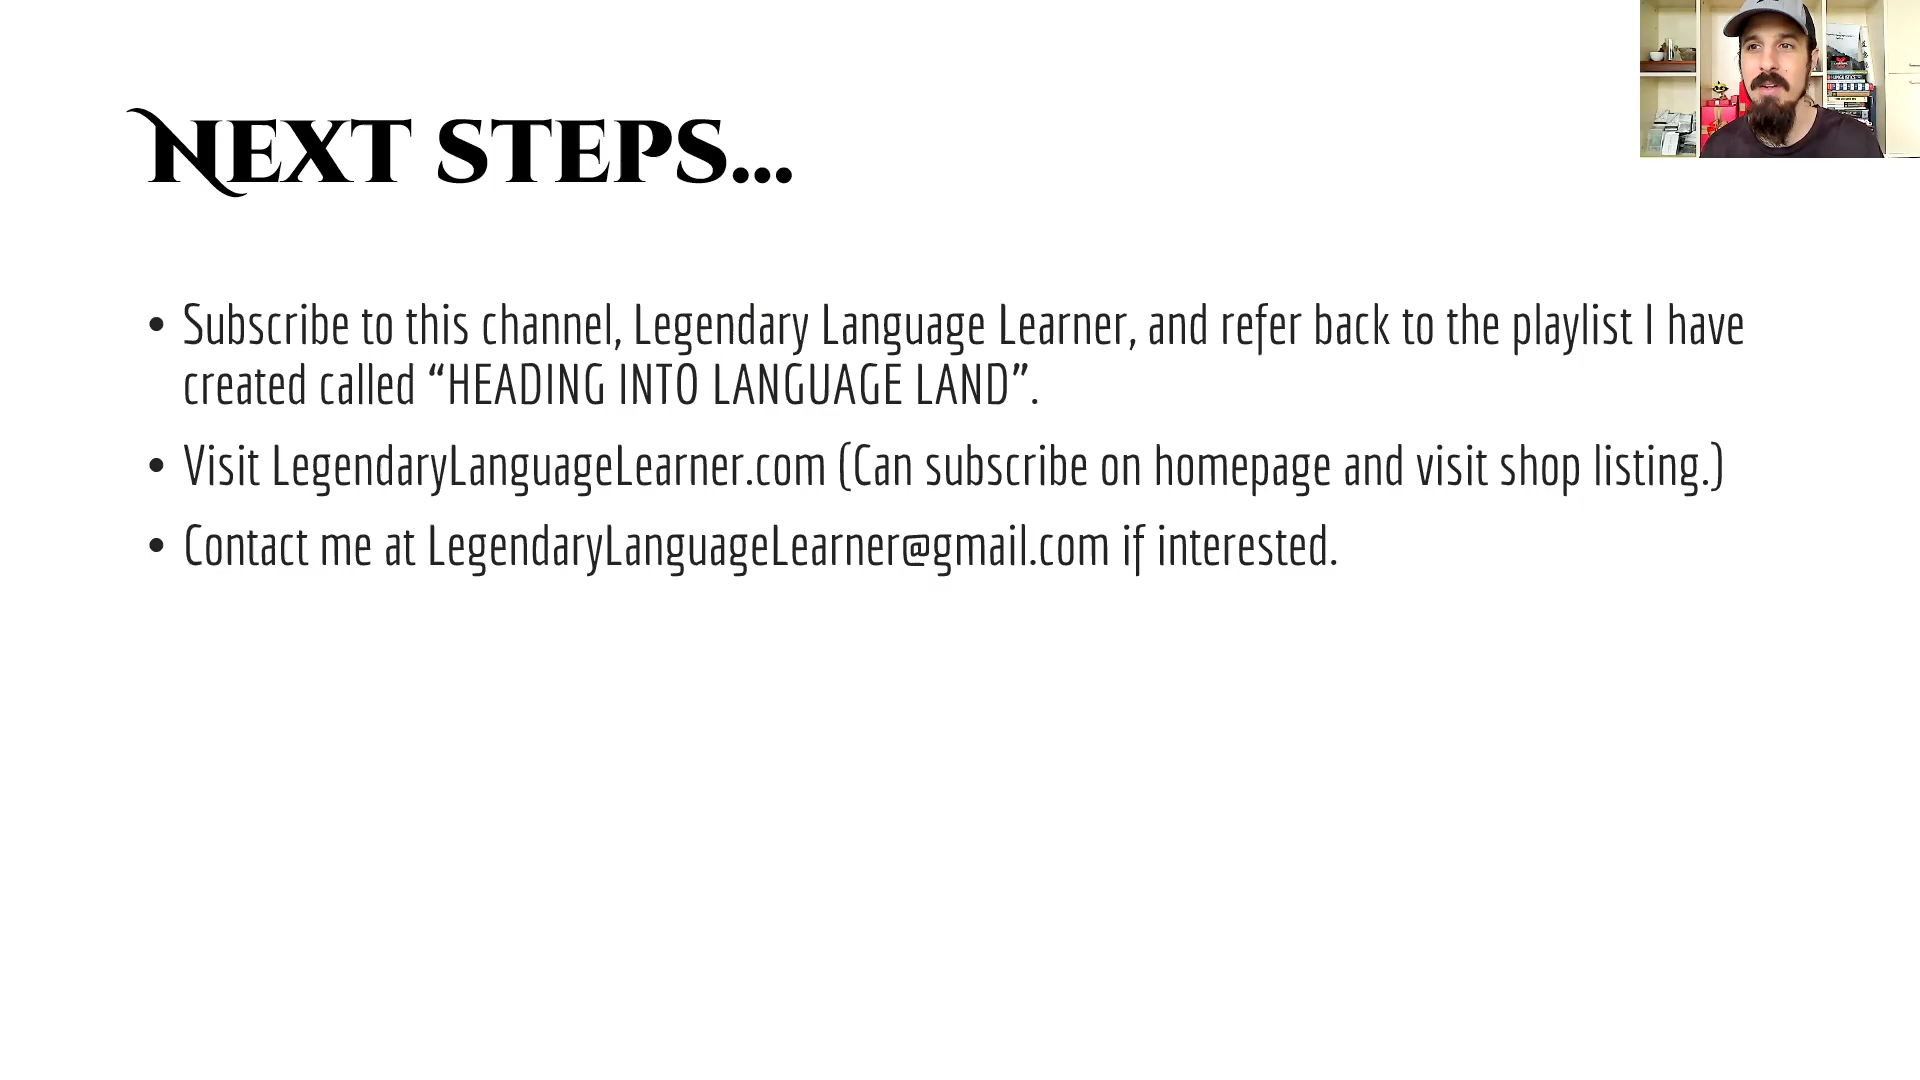 NEXT STEPS...
• Subscribe to this channel, Legendary Language Learner, and refer back to the playlist I have
created called “HEADING INTO LANGUAGE LAND”.
• Visit LegendaryLanguageLearner.com (Can subscribe on homepage and visit shop listing.)
• Contact me at LegendaryLanguageLearner@gmail.com if interested.